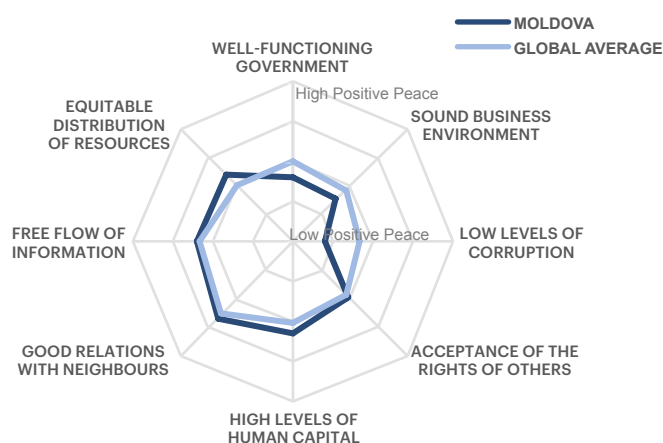 MOLDOVA
GLOBAL AVERAGE
WELL-FUNCTIONING
GOVERNMENT
High Positive Peace
EQUITABLE
DISTRIBUTION
OF RESOURCES
SOUND BUSINESS
ENVIRONMENT
FREE FLOW OF
INFORMATION
Low Positive Peace
LOW LEVELS OF
CORRUPTION
GOOD RELATIONS
WITH NEIGHBOURS
ACCEPTANCE OF THE
RIGHTS OF OTHERS
HIGH LEVELS OF
HUMAN CAPITAL